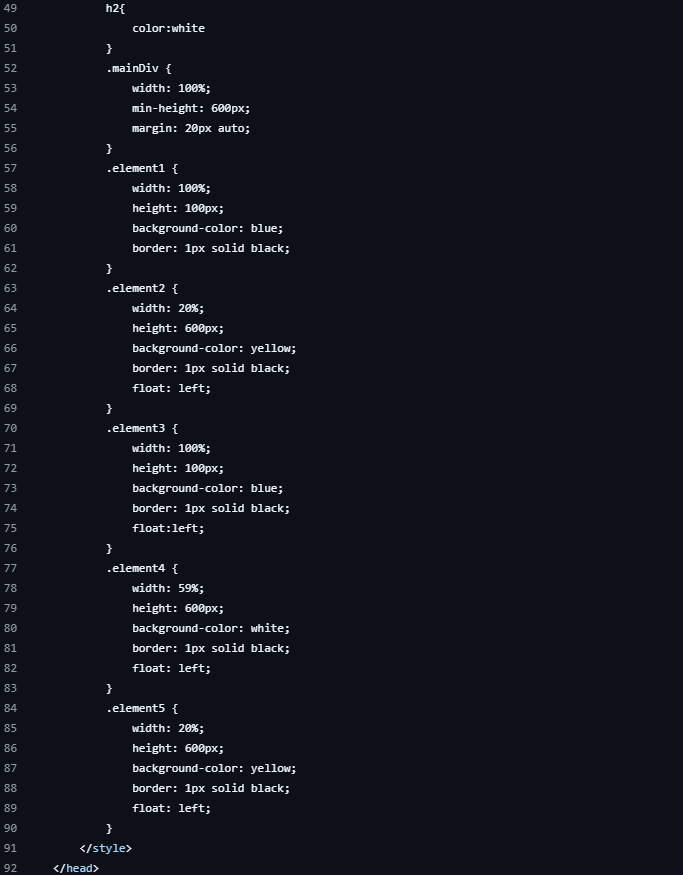 49 h2{
50 color:white
51 }
52 .mainDiv {
53 width: 100%;
54 min-height: 600px;
55 margin: 20px auto;
56 }
57 .element1 {
58 width: 100%;
59 height: 100px;
60 background-color: blue;
61 border: 1px solid black;
62 }
63 .element2 {
64 width: 20%;
65 height: 600px;
66 background-color: yellow;
67 border: 1px solid black;
68 float: left;
69 }
70 .element3 {
71 width: 100%;
72 height: 100px;
73 background-color: blue;
74 border: 1px solid black;
75 float:left;
76 }
77 .element4 {
78 width: 59%;
79 height: 600px;
80 background-color: white;
81 border: 1px solid black;
82 float: left;
83 }
84 .element5 {
85 width: 20%;
86 height: 600px;
87 background-color: yellow;
88 border: 1px solid black;
89 float: left;
90 }
91 </style>
92 </head>